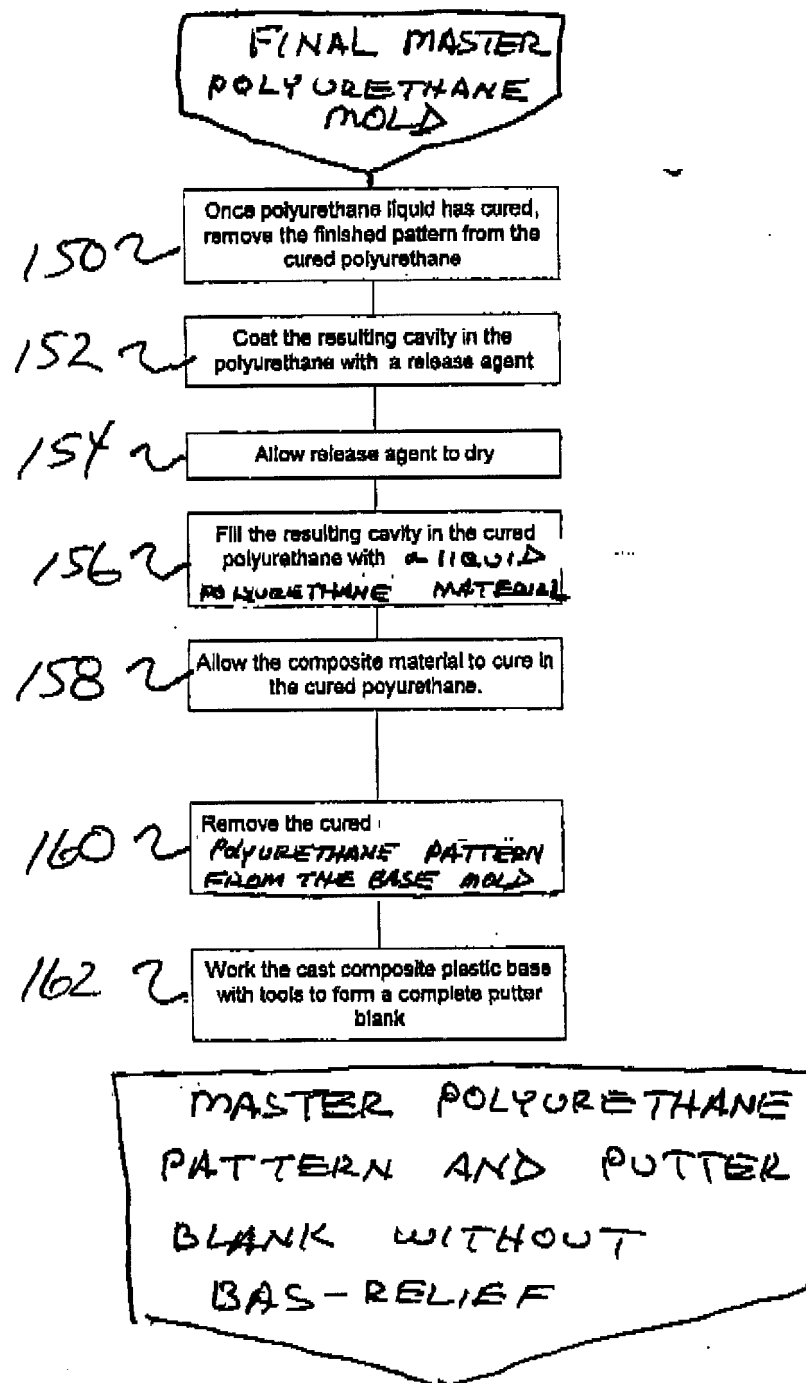 FINAL MASTER
POLYURETHANE
MOLD
150
Once polyurethane liquid has cured,
remove the finished pattern from the
cured polyurethane
152
Coat the resulting cavity in the
polyurethane with a release agent
154
Allow release agent to dry
156
Fill the resulting cavity in the cured
polyurethane with a LIQUID
POLYURETHANE MATERIAL
158
Allow the composite material to cure in
the cured poyurethane.
160
Remove the cured
POLYURETHANE PATTERN
FROM THE BASE MOLD
162
Work the cast composite plastic base
with tools to form a complete putter
blank
MASTER POLYURETHANE
PATTERN AND PUTTER
BLANK WITHOUT
BAS-RELIEF